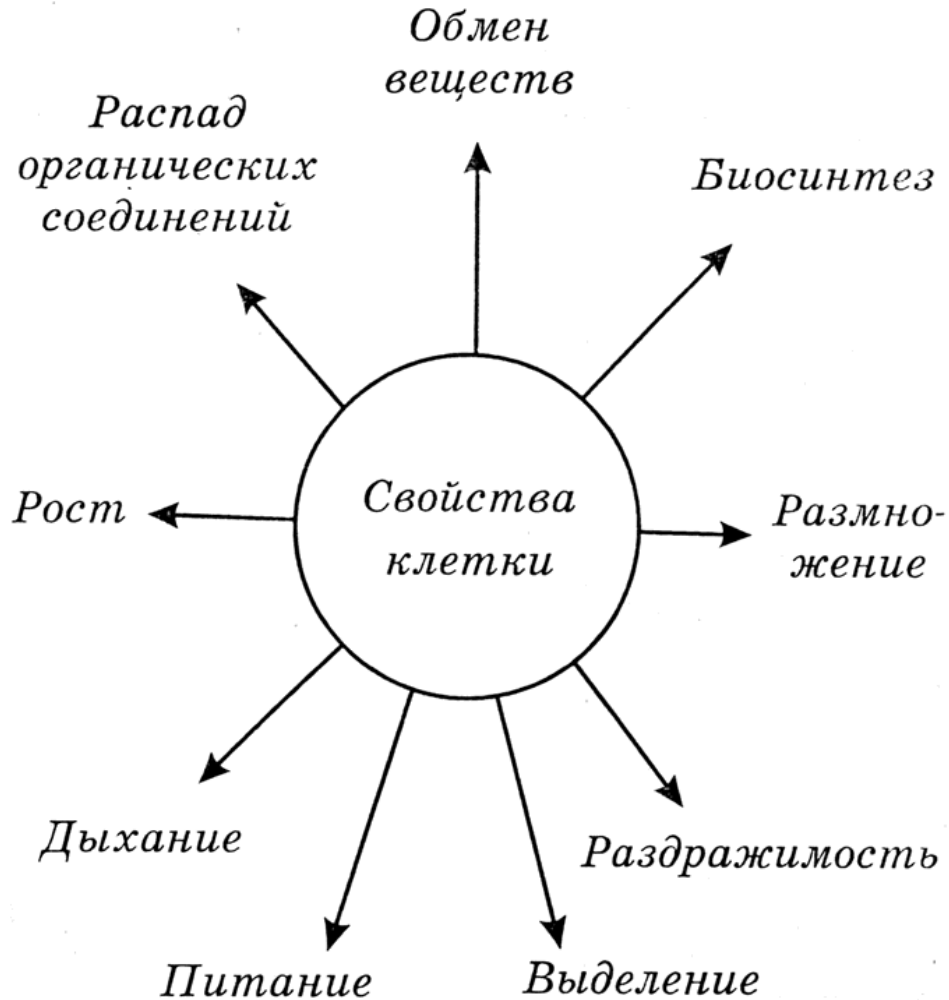 Обмен
веществ
Распад
органических
соединений
Биосинтез
Рост
Свойства
клетки
Размно-
жение
Дыхание
Раздражимость
Питание
Выделение